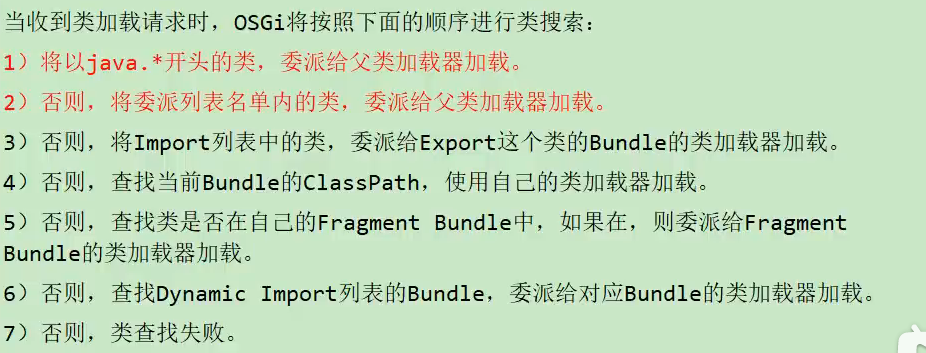 当收到类加载请求时，OSGi将按照下面的顺序进行类搜索：
1）将以java.*开头的类，委派给父类加载器加载。
2）否则，将委派列表名单内的类，委派给父类加载器加载。
3）否则，将Import列表中的类，委派给Export这个类的Bundle的类加载器加载。
4）否则，查找当前Bundle的ClassPath，使用自己的类加载器加载。
5）否则，查找类是否在自己的Fragment Bundle中，如果在，则委派给Fragment
Bundle的类加载器加载。
6）否则，查找Dynamic Import列表的Bundle，委派给对应Bundle的类加载器加载。
7）否则，类查找失败。